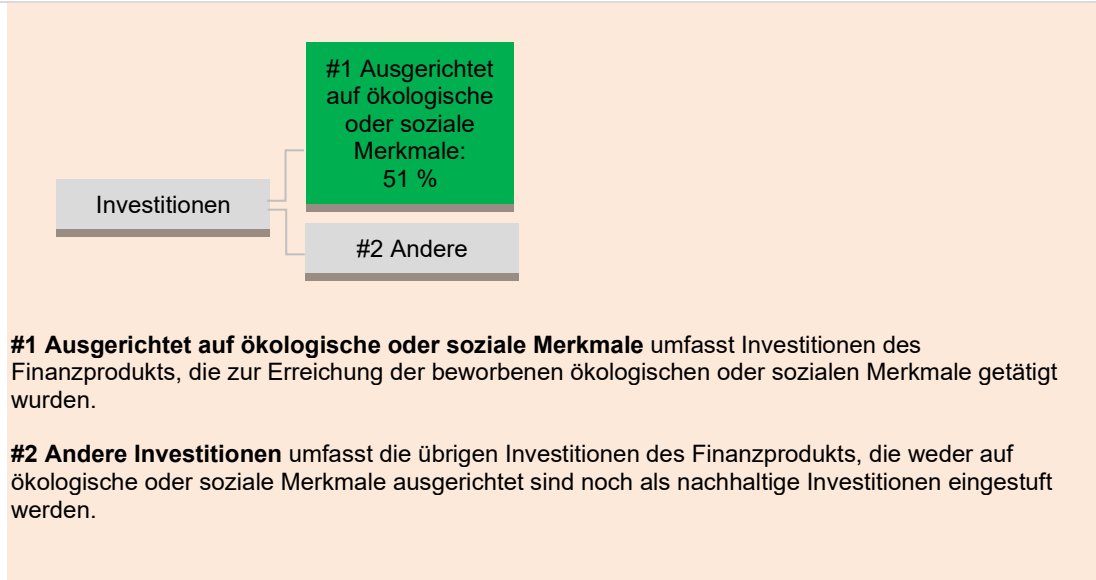 #1 Ausgerichtet
auf ökologische
oder soziale
Merkmale:
51 %
Investitionen
#2 Andere
#1 Ausgerichtet auf ökologische oder soziale Merkmale umfasst Investitionen des
Finanzprodukts, die zur Erreichung der beworbenen ökologischen oder sozialen Merkmale getätigt
wurden.
#2 Andere Investitionen umfasst die übrigen Investitionen des Finanzprodukts, die weder auf
ökologische oder soziale Merkmale ausgerichtet sind noch als nachhaltige Investitionen eingestuft
werden.